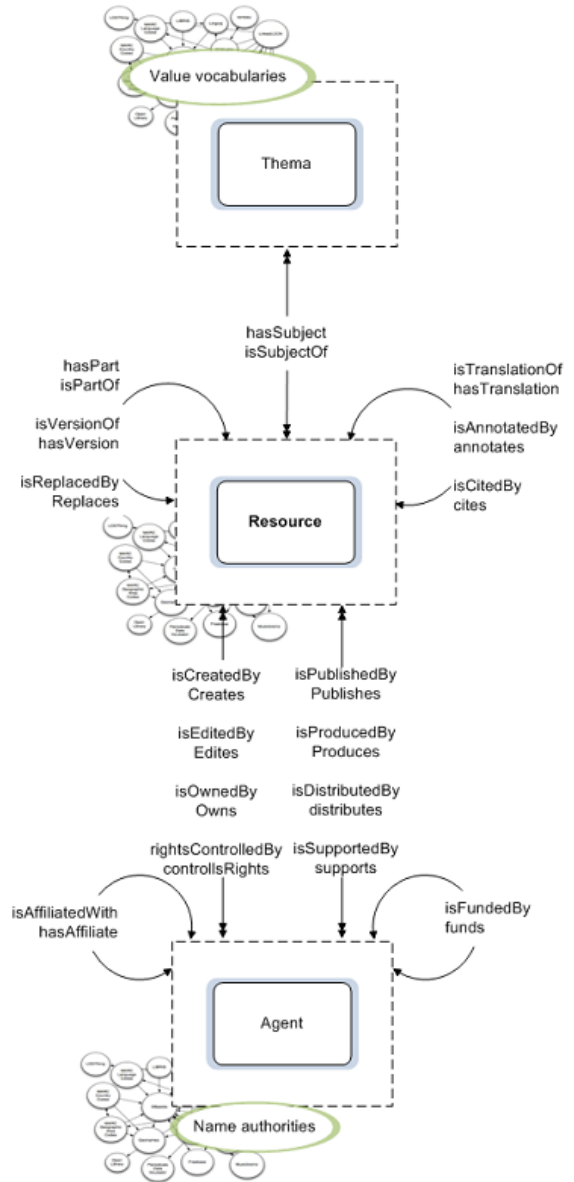 Value vocabularies
Thema
hasSubject
isSubjectOf
hasPart
isPartOf
isVersionOf
hasVersion
isReplacedBy
Replaces
isTranslationOf
hasTranslation
isAnnotatedBy
annotates
isCitedBy
cites
Resource
isCreatedBy
Creates
isEditedBy
Edites
isOwnedBy
Owns
rightsControlledBy
controllsRights
isPublishedBy
Publishes
isProducedBy
Produces
isDistributedBy
distributes
isSupportedBy
supports
isAffiliatedWith
hasAffiliate
isFundedBy
funds
Agent
Name authorities